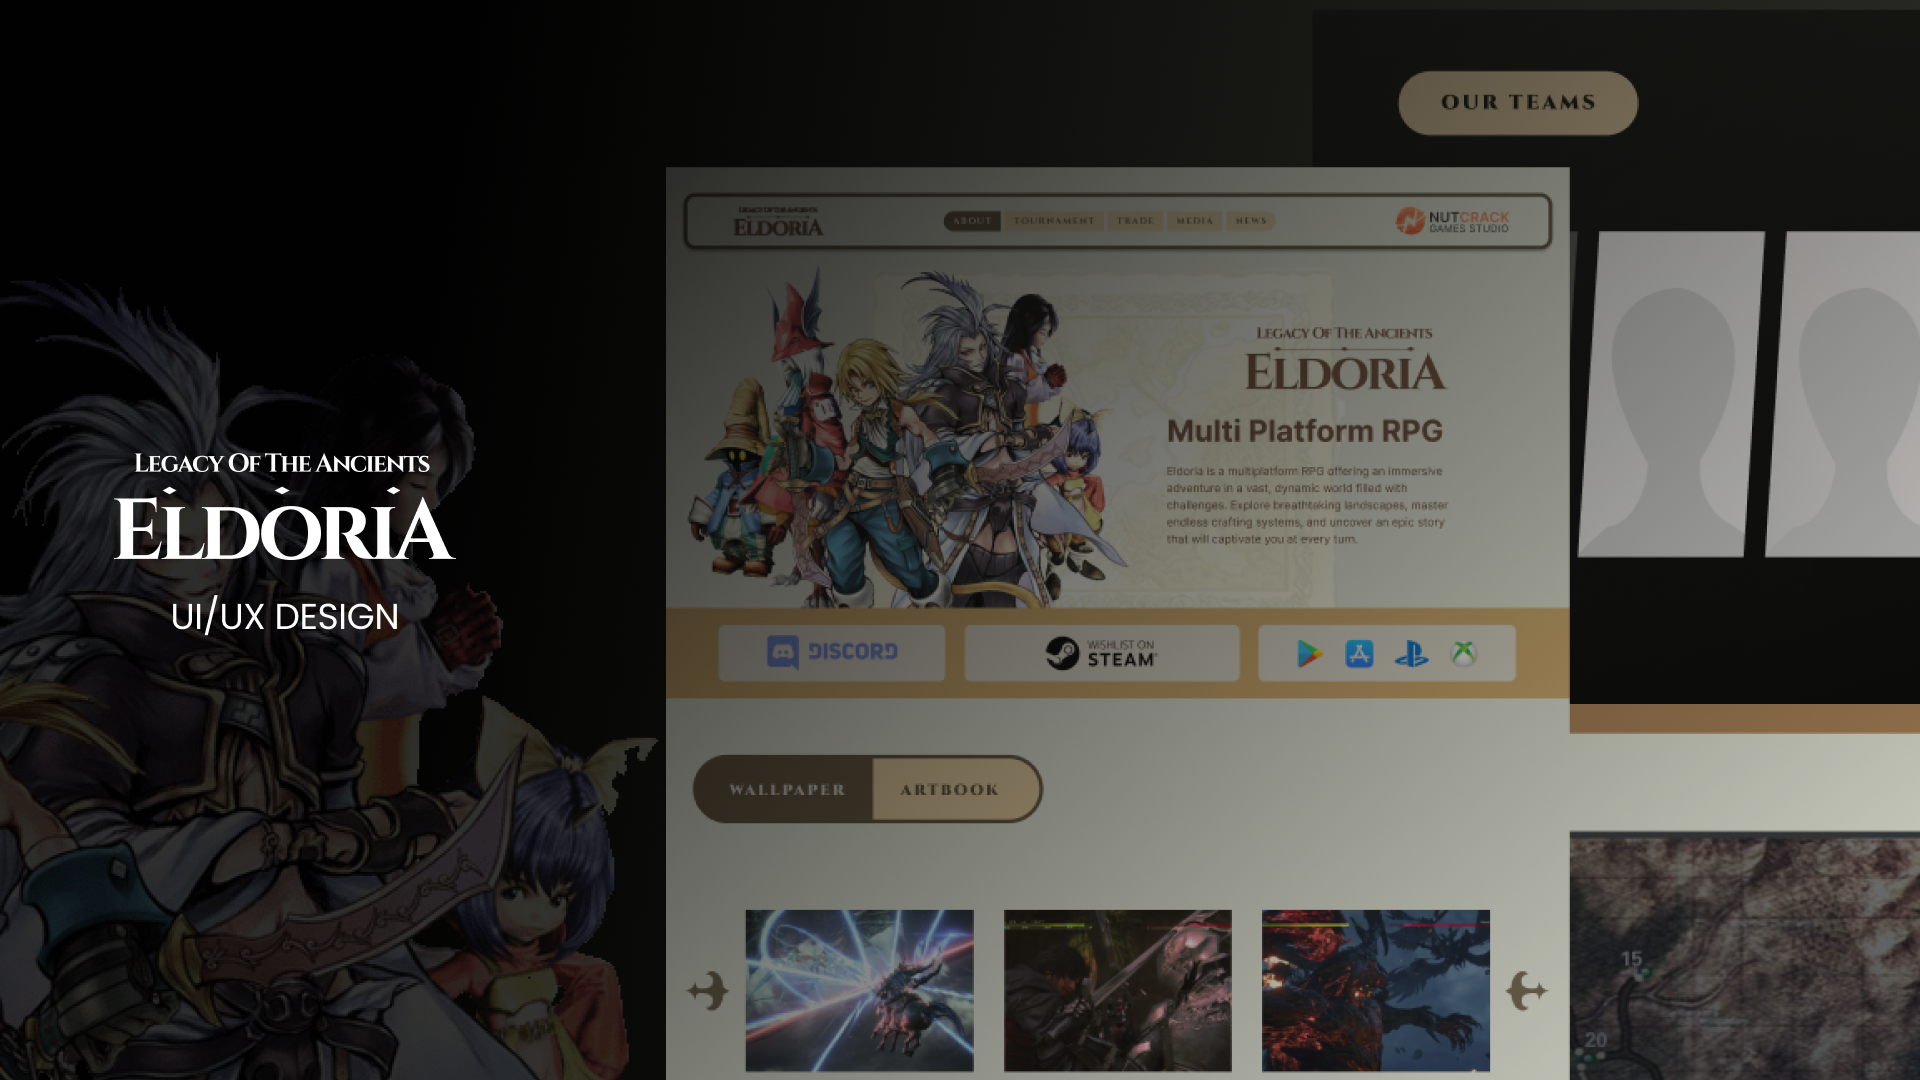 LEGACY OF THE ANCIENTS
ELDORIA
UI/UX DESIGN
OUR TEAMS
LEGACY OF THE ANCIENTS
ELDORIA
ABOUT
TOURNAMENT
TRADE
MEDIA
NEWS
NUTCRACK
GAMES STUDIO
LEGACY OF THE ANCIENTS
ELDORIA
Multi Platform RPG
Eldoria is a multiplatform RPG offering an immersive
adventure in a vast, dynamic world filled with
challenges. Explore breathtaking landscapes, master
endless crafting systems, and uncover an epic story
that will captivate you at every turn.
DISCORD
WISHLIST ON
STEAM
WALLPAPER
ARTBOOK
15
20